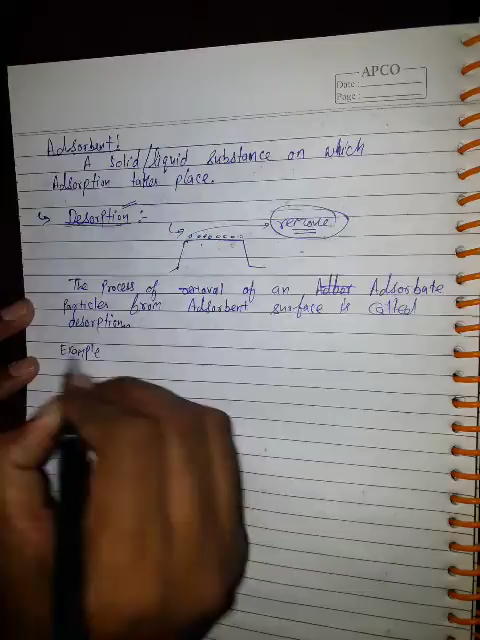 APCO
Date :
Page :
Adsorbent!
A Solid/liquid substance on which
Adsorption takes place.
Desorption :-
remove
The Process of removal of an Adbor Adsorbate
Particles from Adsorbent surface is called
desorption.
Example